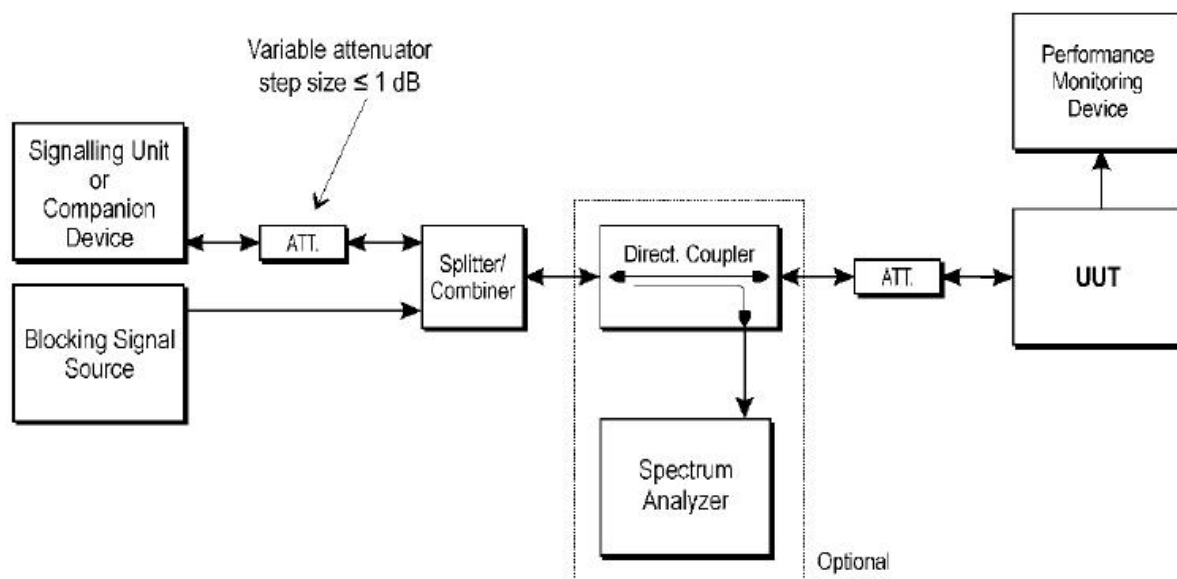 Variable attenuator
step size ≤ 1 dB
Performance
Monitoring
Device
Signalling Unit
or
Companion
Device
ATT.
Splitter/
Combiner
Direct. Coupler
ATT.
UUT
Blocking Signal
Source
Spectrum
Analyzer
Optional